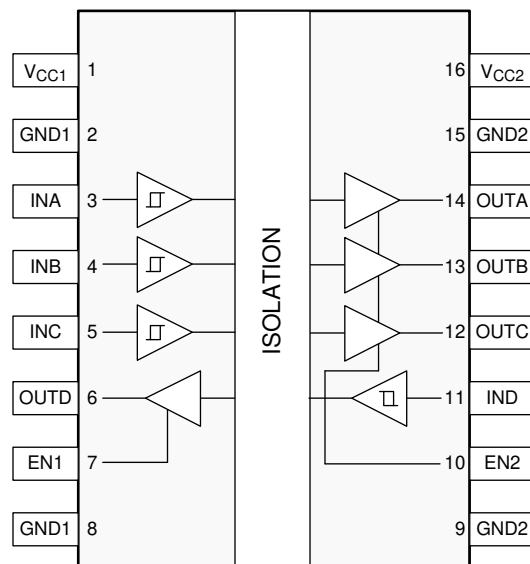 VCC1 1 16 VCC2
GND1 2 15 GND2
INA 3 14 OUTA
INB 4 13 OUTB
ISOLATION
INC 5 12 OUTC
OUTD 6 11 IND
EN1 7 10 EN2
GND1 8 9 GND2